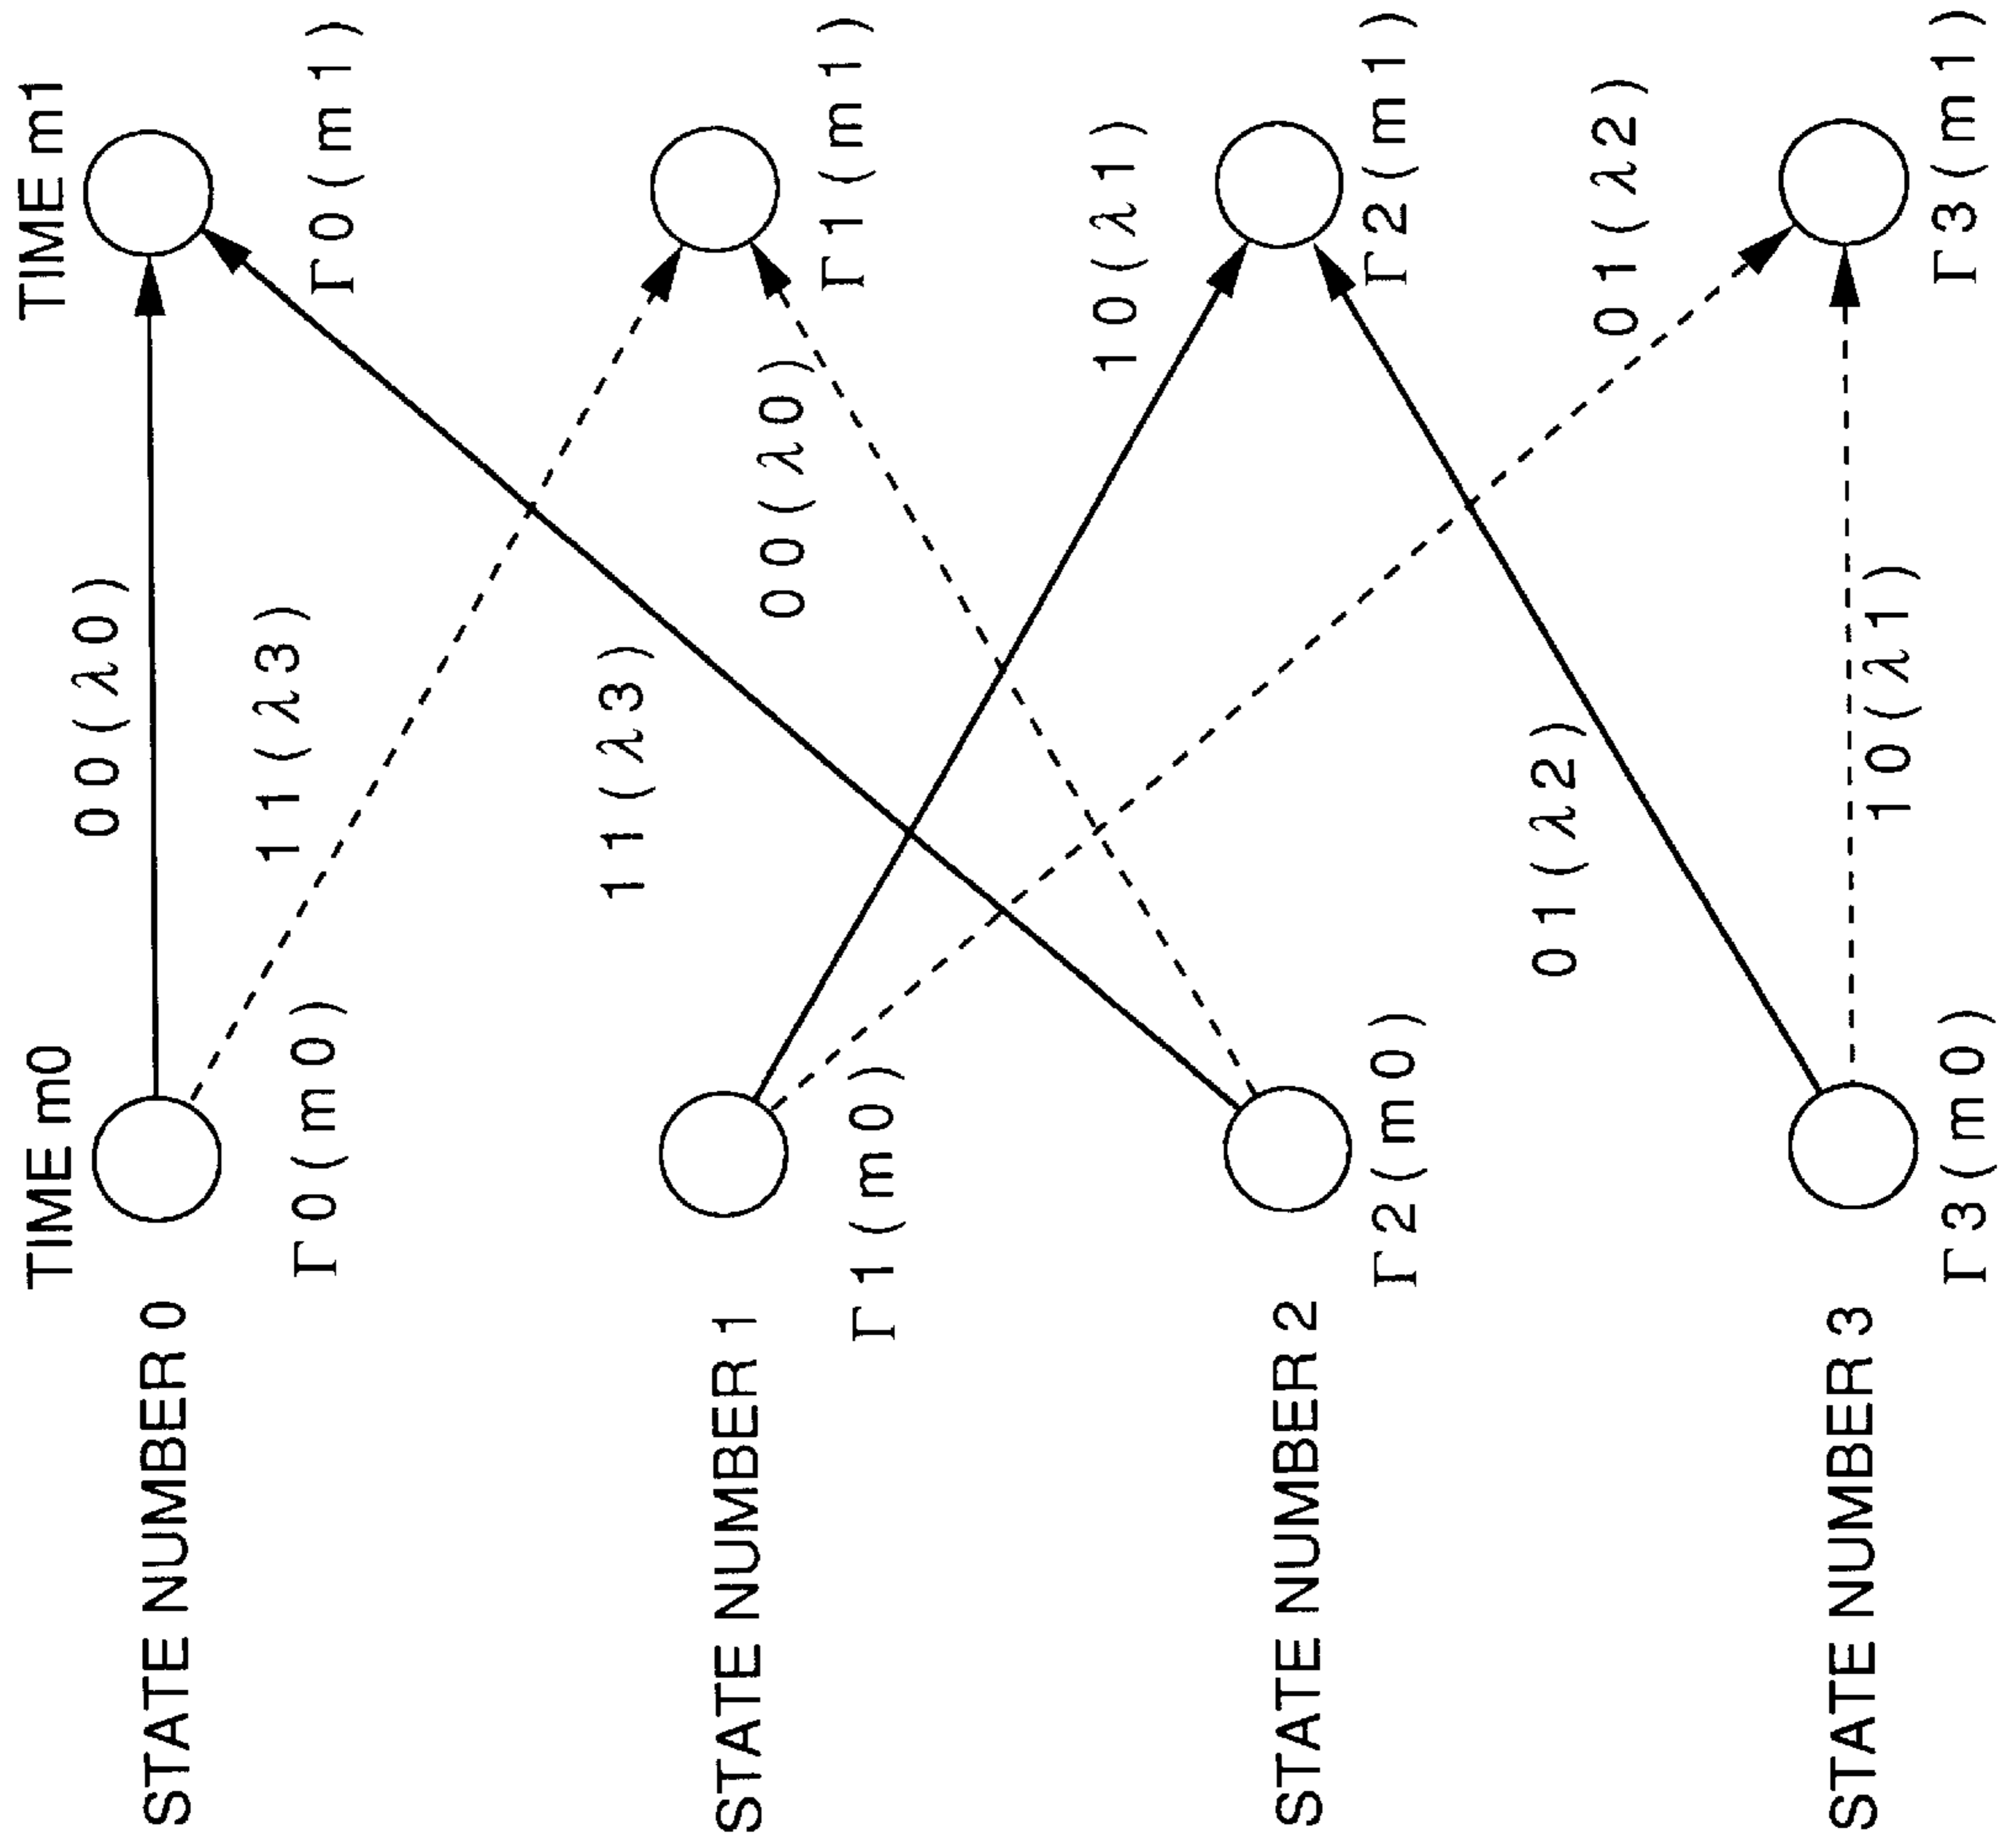 TIME m0
TIME m1
STATE NUMBER 0
Γ0(m0)
00(λ0)
11(λ3)
Γ0(m1)
STATE NUMBER 1
Γ1(m0)
11(λ3)
00(λ0)
Γ1(m1)
STATE NUMBER 2
Γ2(m0)
10(λ1)
Γ2(m1)
01(λ2)
01(λ2)
STATE NUMBER 3
Γ3(m0)
10(λ1)
Γ3(m1)